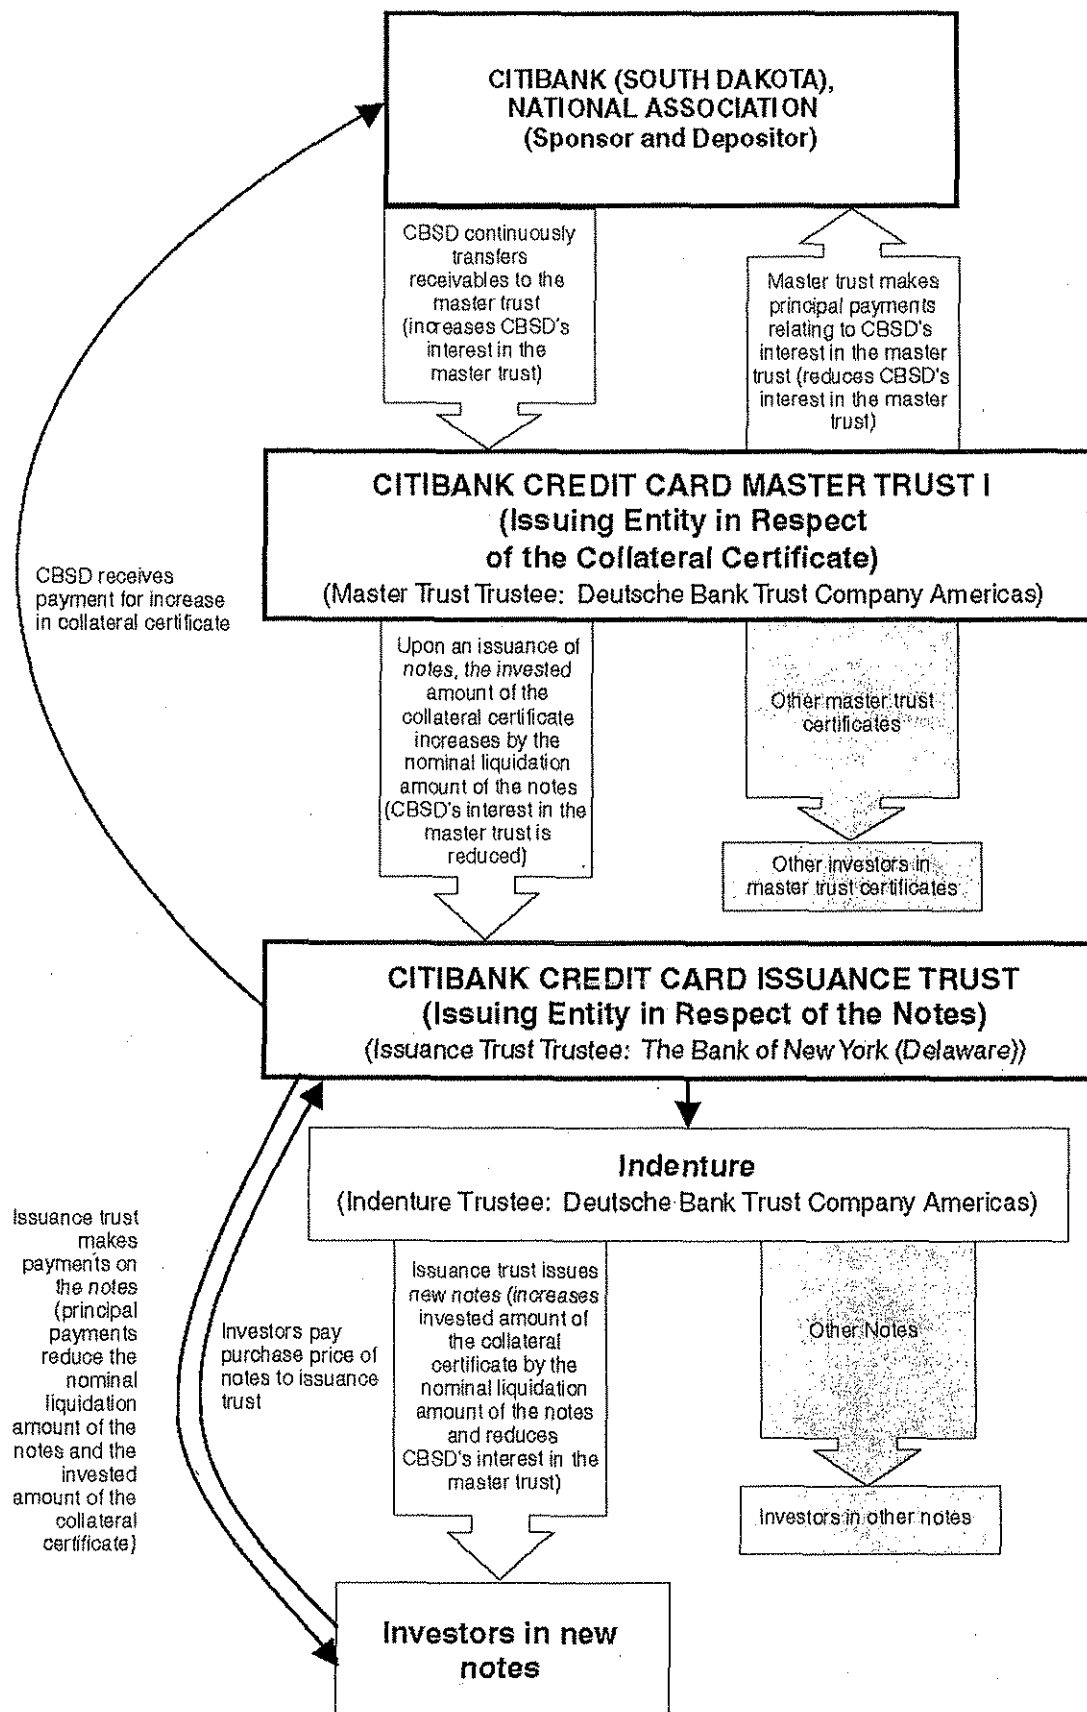 CITIBANK (SOUTH DAKOTA),
NATIONAL ASSOCIATION
(Sponsor and Depositor)
CBSD continuously
transfers
receivables to the
master trust
(increases CBSD's
interest in the
master trust)
Master trust makes
principal payments
relating to CBSD's
interest in the master
trust (reduces CBSD's
interest in the master
trust)
CITIBANK CREDIT CARD MASTER TRUST I
(Issuing Entity in Respect
of the Collateral Certificate)
(Master Trust Trustee: Deutsche Bank Trust Company Americas)
CBSD receives
payment for increase
in collateral certificate
Upon an issuance of
notes, the invested
amount of the
collateral certificate
increases by the
nominal liquidation
amount of the notes
(CBSD's interest in the
master trust is
reduced)
Other master trust
certificates
Other investors in
master trust certificates
CITIBANK CREDIT CARD ISSUANCE TRUST
(Issuing Entity in Respect of the Notes)
(Issuance Trust Trustee: The Bank of New York (Delaware))
Indenture
(Indenture Trustee: Deutsche Bank Trust Company Americas)
Issuance trust
makes
payments on
the notes
(principal
payments
reduce the
nominal
liquidation
amount of the
notes and the
invested
amount of the
collateral
certificate)
Investors pay
purchase price of
notes to issuance
trust
Issuance trust issues
new notes (increases
invested amount of
the collateral
certificate by the
nominal liquidation
amount of the notes
and reduces
CBSD's interest in the
master trust)
Other Notes
Investors in other notes
Investors in new
notes